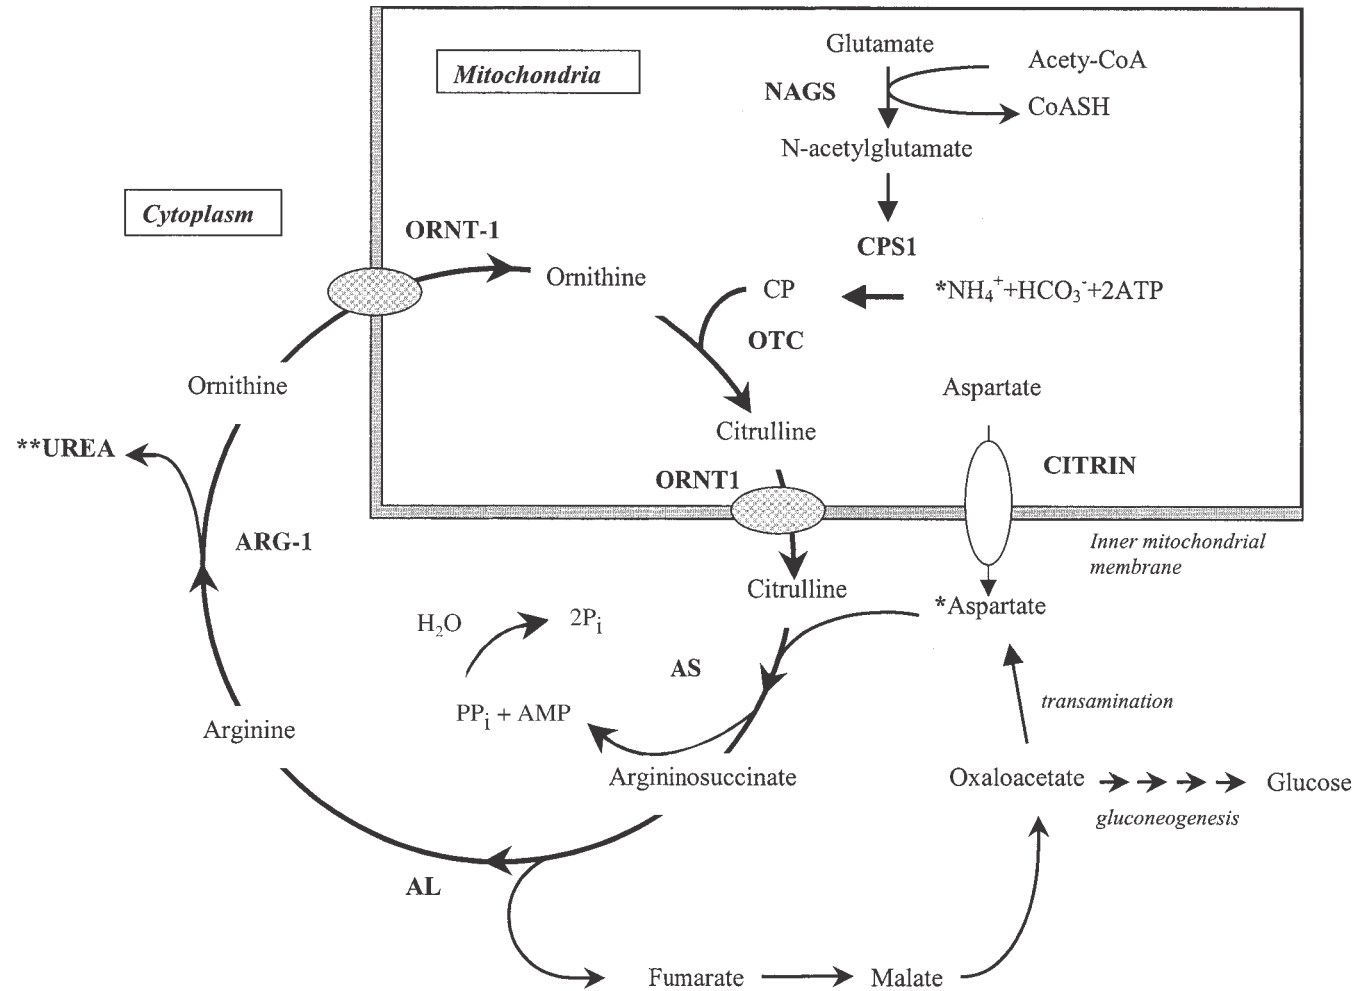 Glutamate
Acety-CoA
Mitochondria
NAGS
CoASH
N-acetylglutamate
Cytoplasm
ORNT-1
CPS1
Ornithine
CP
*NH4++HCO3-+2ATP
OTC
Ornithine
Aspartate
Citrulline
**UREA
ORNT1
CITRIN
ARG-1
Inner mitochondrial
membrane
Citrulline
*Aspartate
H2O
2Pi
AS
transamination
PPi + AMP
Arginine
Argininosuccinate
Oxaloacetate
Glucose
gluconeogenesis
AL
Fumarate
Malate